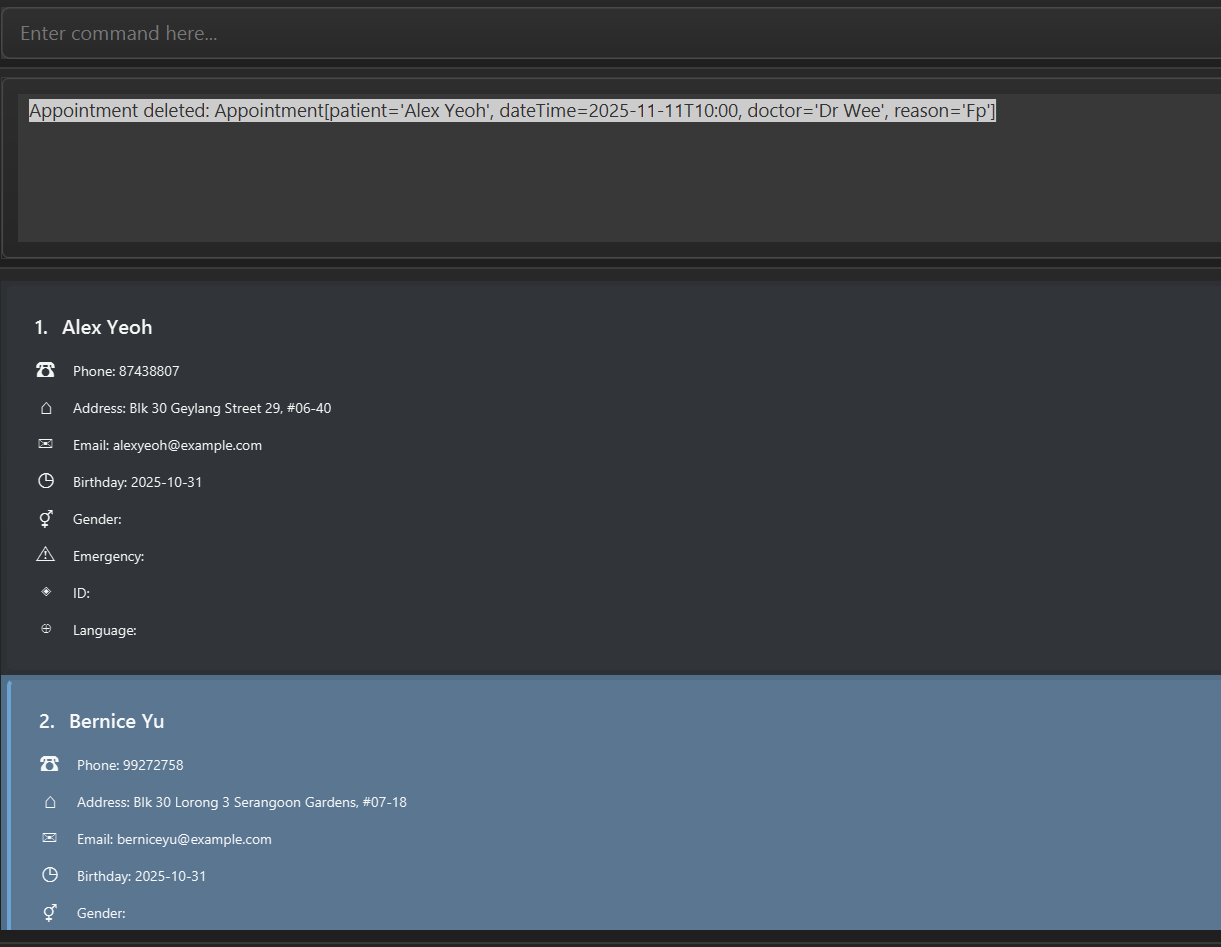 Enter command here...
Appointment deleted: Appointment[patient='Alex Yeoh', dateTime=2025-11-11T10:00, doctor='Dr Wee', reason='Fp']
1. Alex Yeoh
Phone: 87438807
Address: Blk 30 Geylang Street 29, #06-40
Email: alexyeoh@example.com
Birthday: 2025-10-31
Gender:
Emergency:
ID:
Language:
2. Bernice Yu
Phone: 99272758
Address: Blk 30 Lorong 3 Serangoon Gardens, #07-18
Email: berniceyu@example.com
Birthday: 2025-10-31
Gender: